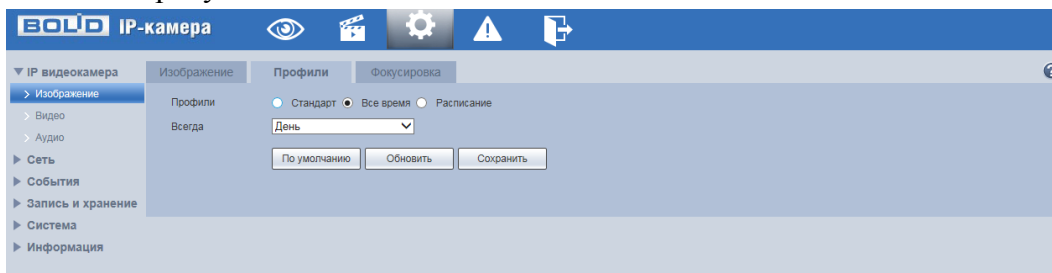 BOLID IP-камера
IP видеокамера
Изображение
Видео
Аудио
Сеть
События
Запись и хранение
Система
Информация
Изображение Профили Фокусировка
Профили Стандарт Все время Расписание
Всегда День
По умолчанию Обновить Сохранить